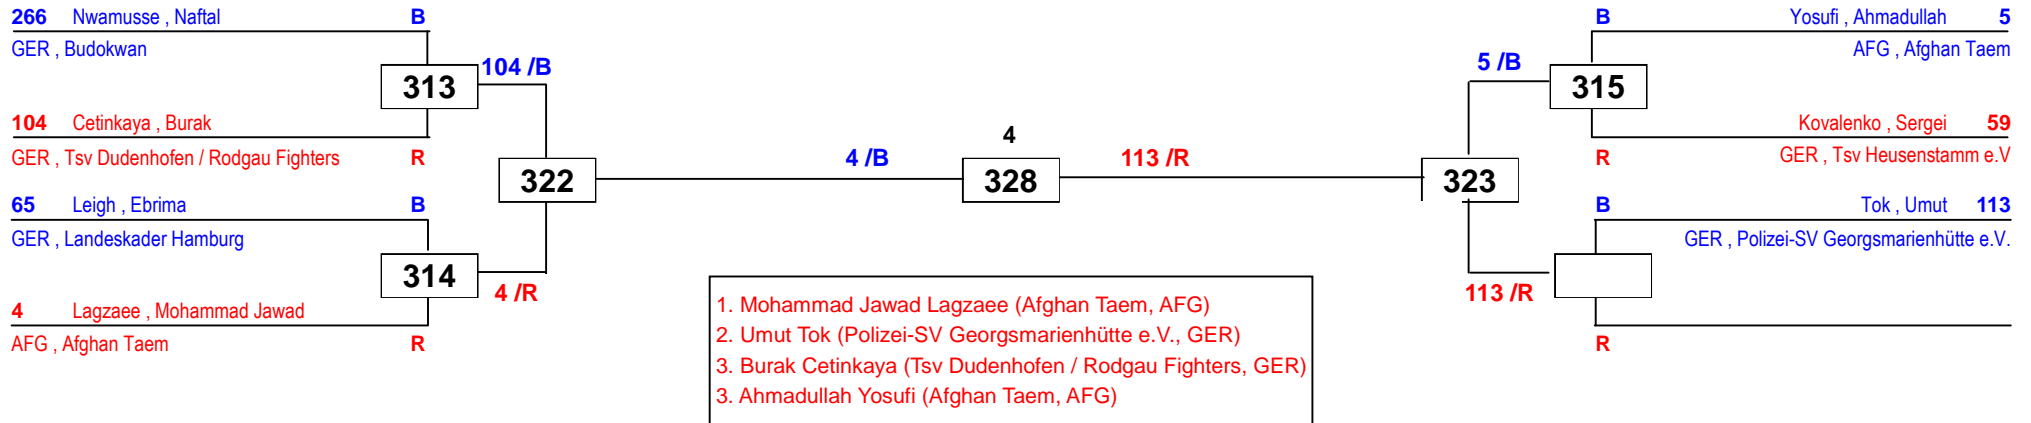 266 Nwamusse , Naftal B
GER , Budokwan
313
104 /B
104 Cetinkaya , Burak
GER , Tsv Dudenhofen / Rodgau Fighters R
322
65 Leigh , Ebrima B
GER , Landeskader Hamburg
314
4 /R
4 Lagzaee , Mohammad Jawad
AFG , Afghan Taem R
4 /B
4
328
113 /R
B Yosufi , Ahmadullah 5
AFG , Afghan Taem
5 /B
315
Kovalenko , Sergei 59
R GER , Tsv Heusenstamm e.V
323
B Tok , Umut 113
GER , Polizei-SV Georgsmarienhütte e.V.
113 /R
R
1. Mohammad Jawad Lagzaee (Afghan Taem, AFG)
2. Umut Tok (Polizei-SV Georgsmarienhütte e.V., GER)
3. Burak Cetinkaya (Tsv Dudenhofen / Rodgau Fighters, GER)
3. Ahmadullah Yosufi (Afghan Taem, AFG)